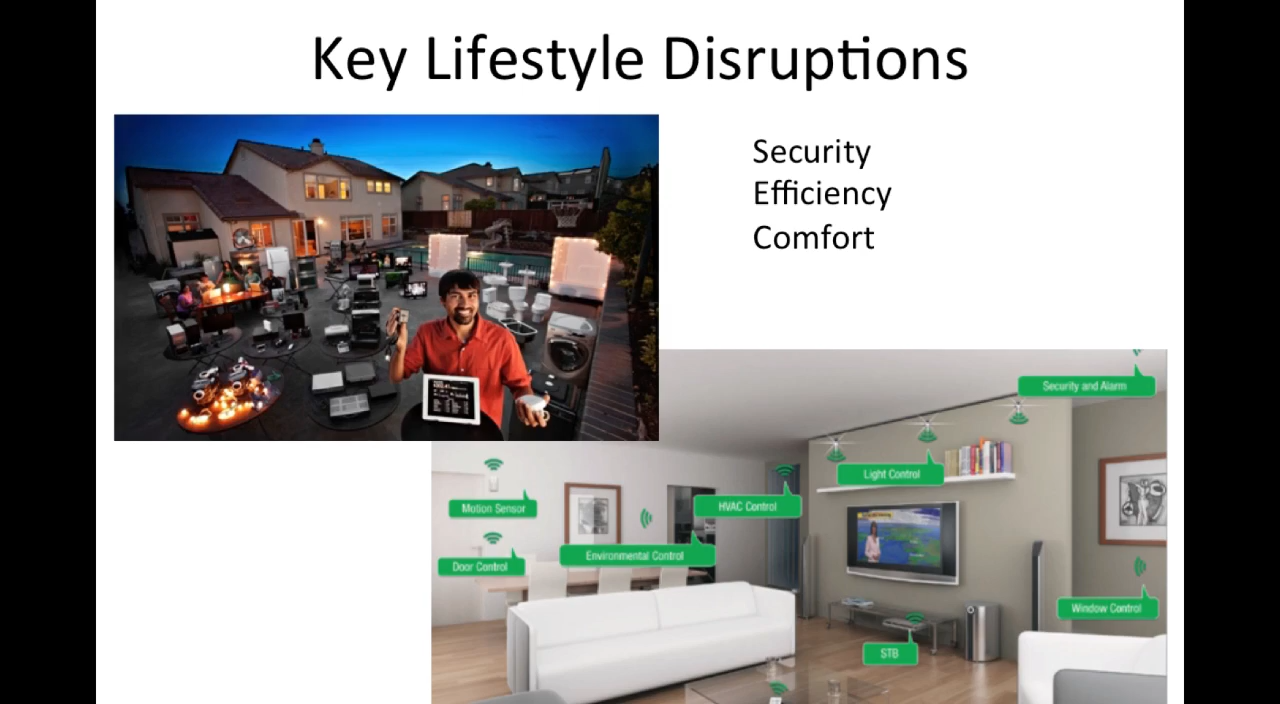 Key Lifestyle Disruptions
Security
Efficiency
Comfort
Security and Alarm
Light Control
Motion Sensor
HVAC Control
Environmental Control
Door Control
Window Control
STB